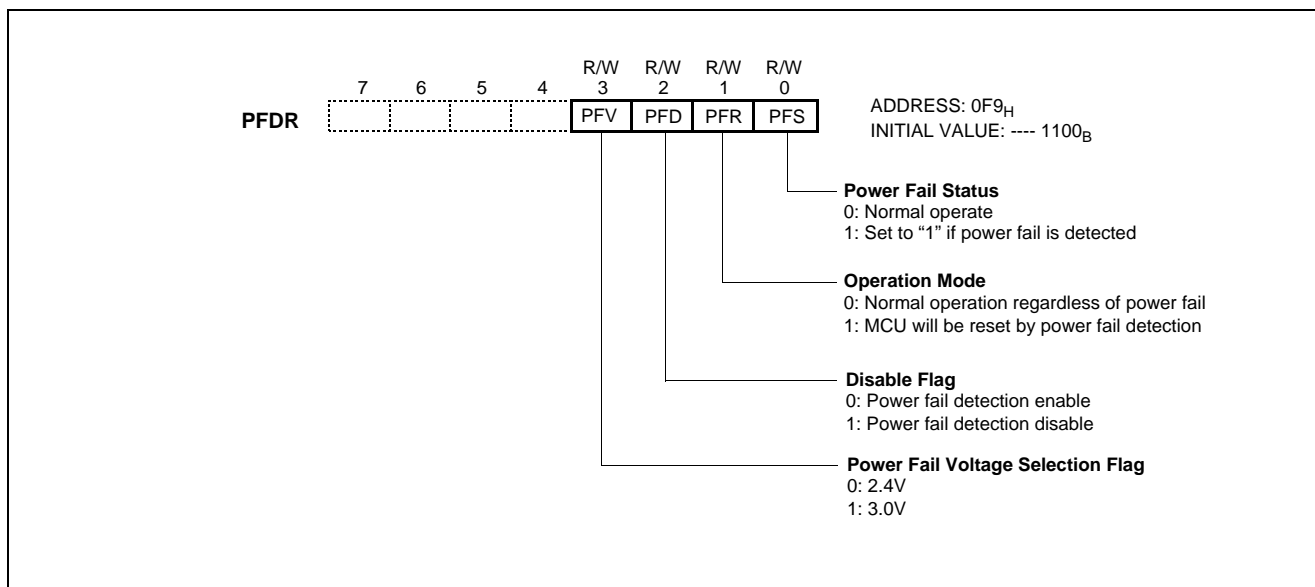 R/W R/W R/W R/W
7 6 5 4 3 2 1 0
PFDR PFV PFD PFR PFS
ADDRESS: 0F9H
INITIAL VALUE: ---- 1100B
Power Fail Status
0: Normal operate
1: Set to “1” if power fail is detected
Operation Mode
0: Normal operation regardless of power fail
1: MCU will be reset by power fail detection
Disable Flag
0: Power fail detection enable
1: Power fail detection disable
Power Fail Voltage Selection Flag
0: 2.4V
1: 3.0V